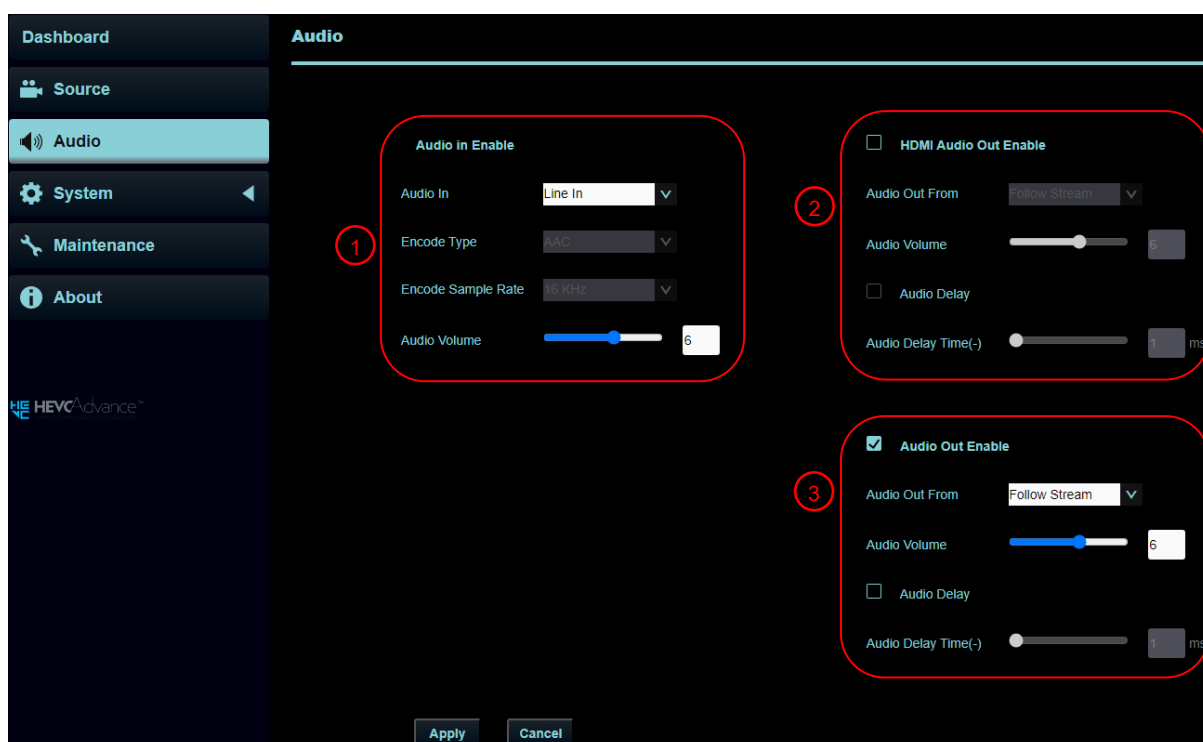 Dashboard
Source
Audio
System
Maintenance
About
HEVCAdvance™
Audio
1
Audio in Enable
Audio In Line In
Encode Type AAC
Encode Sample Rate 16 KHz
Audio Volume 6
2
HDMI Audio Out Enable
Audio Out From Follow Stream
Audio Volume 6
Audio Delay
Audio Delay Time(-) 1 ms
3
Audio Out Enable
Audio Out From Follow Stream
Audio Volume 6
Audio Delay
Audio Delay Time(-) 1 ms
Apply Cancel